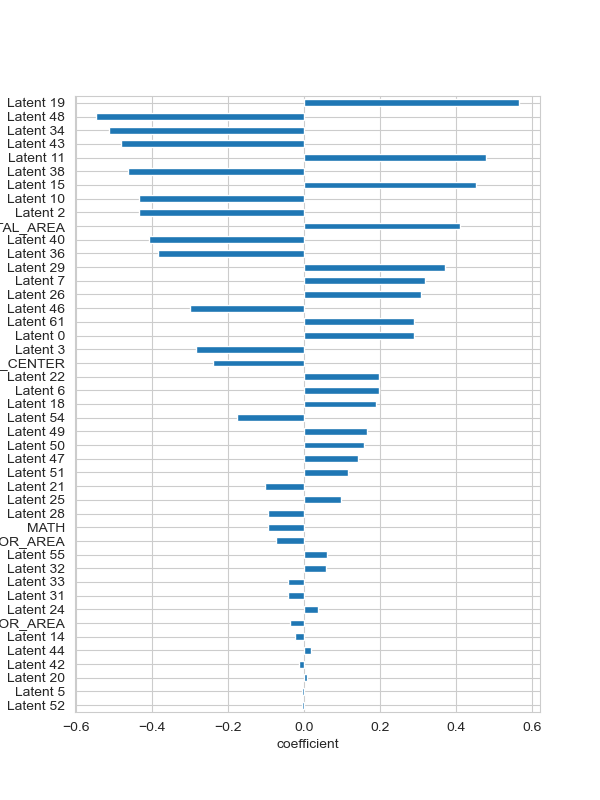 Latent 19
Latent 48
Latent 34
Latent 43
Latent 11
Latent 38
Latent 15
Latent 10
Latent 2
TAL_AREA
Latent 40
Latent 36
Latent 29
Latent 7
Latent 26
Latent 46
Latent 61
Latent 0
Latent 3
_CENTER
Latent 22
Latent 6
Latent 18
Latent 54
Latent 49
Latent 50
Latent 47
Latent 51
Latent 21
Latent 25
Latent 28
MATH
OR_AREA
Latent 55
Latent 32
Latent 33
Latent 31
Latent 24
OR_AREA
Latent 14
Latent 44
Latent 42
Latent 20
Latent 5
Latent 52
−0.6 −0.4 −0.2 0.0 0.2 0.4 0.6
coefficient